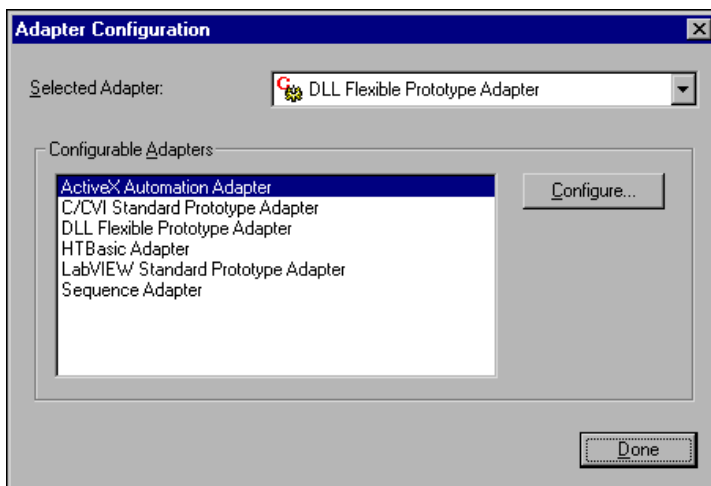 Adapter Configuration
Selected Adapter:
DLL Flexible Prototype Adapter
Configurable Adapters
ActiveX Automation Adapter
C/CVI Standard Prototype Adapter
DLL Flexible Prototype Adapter
HTBasic Adapter
LabVIEW Standard Prototype Adapter
Sequence Adapter
Configure...
Done